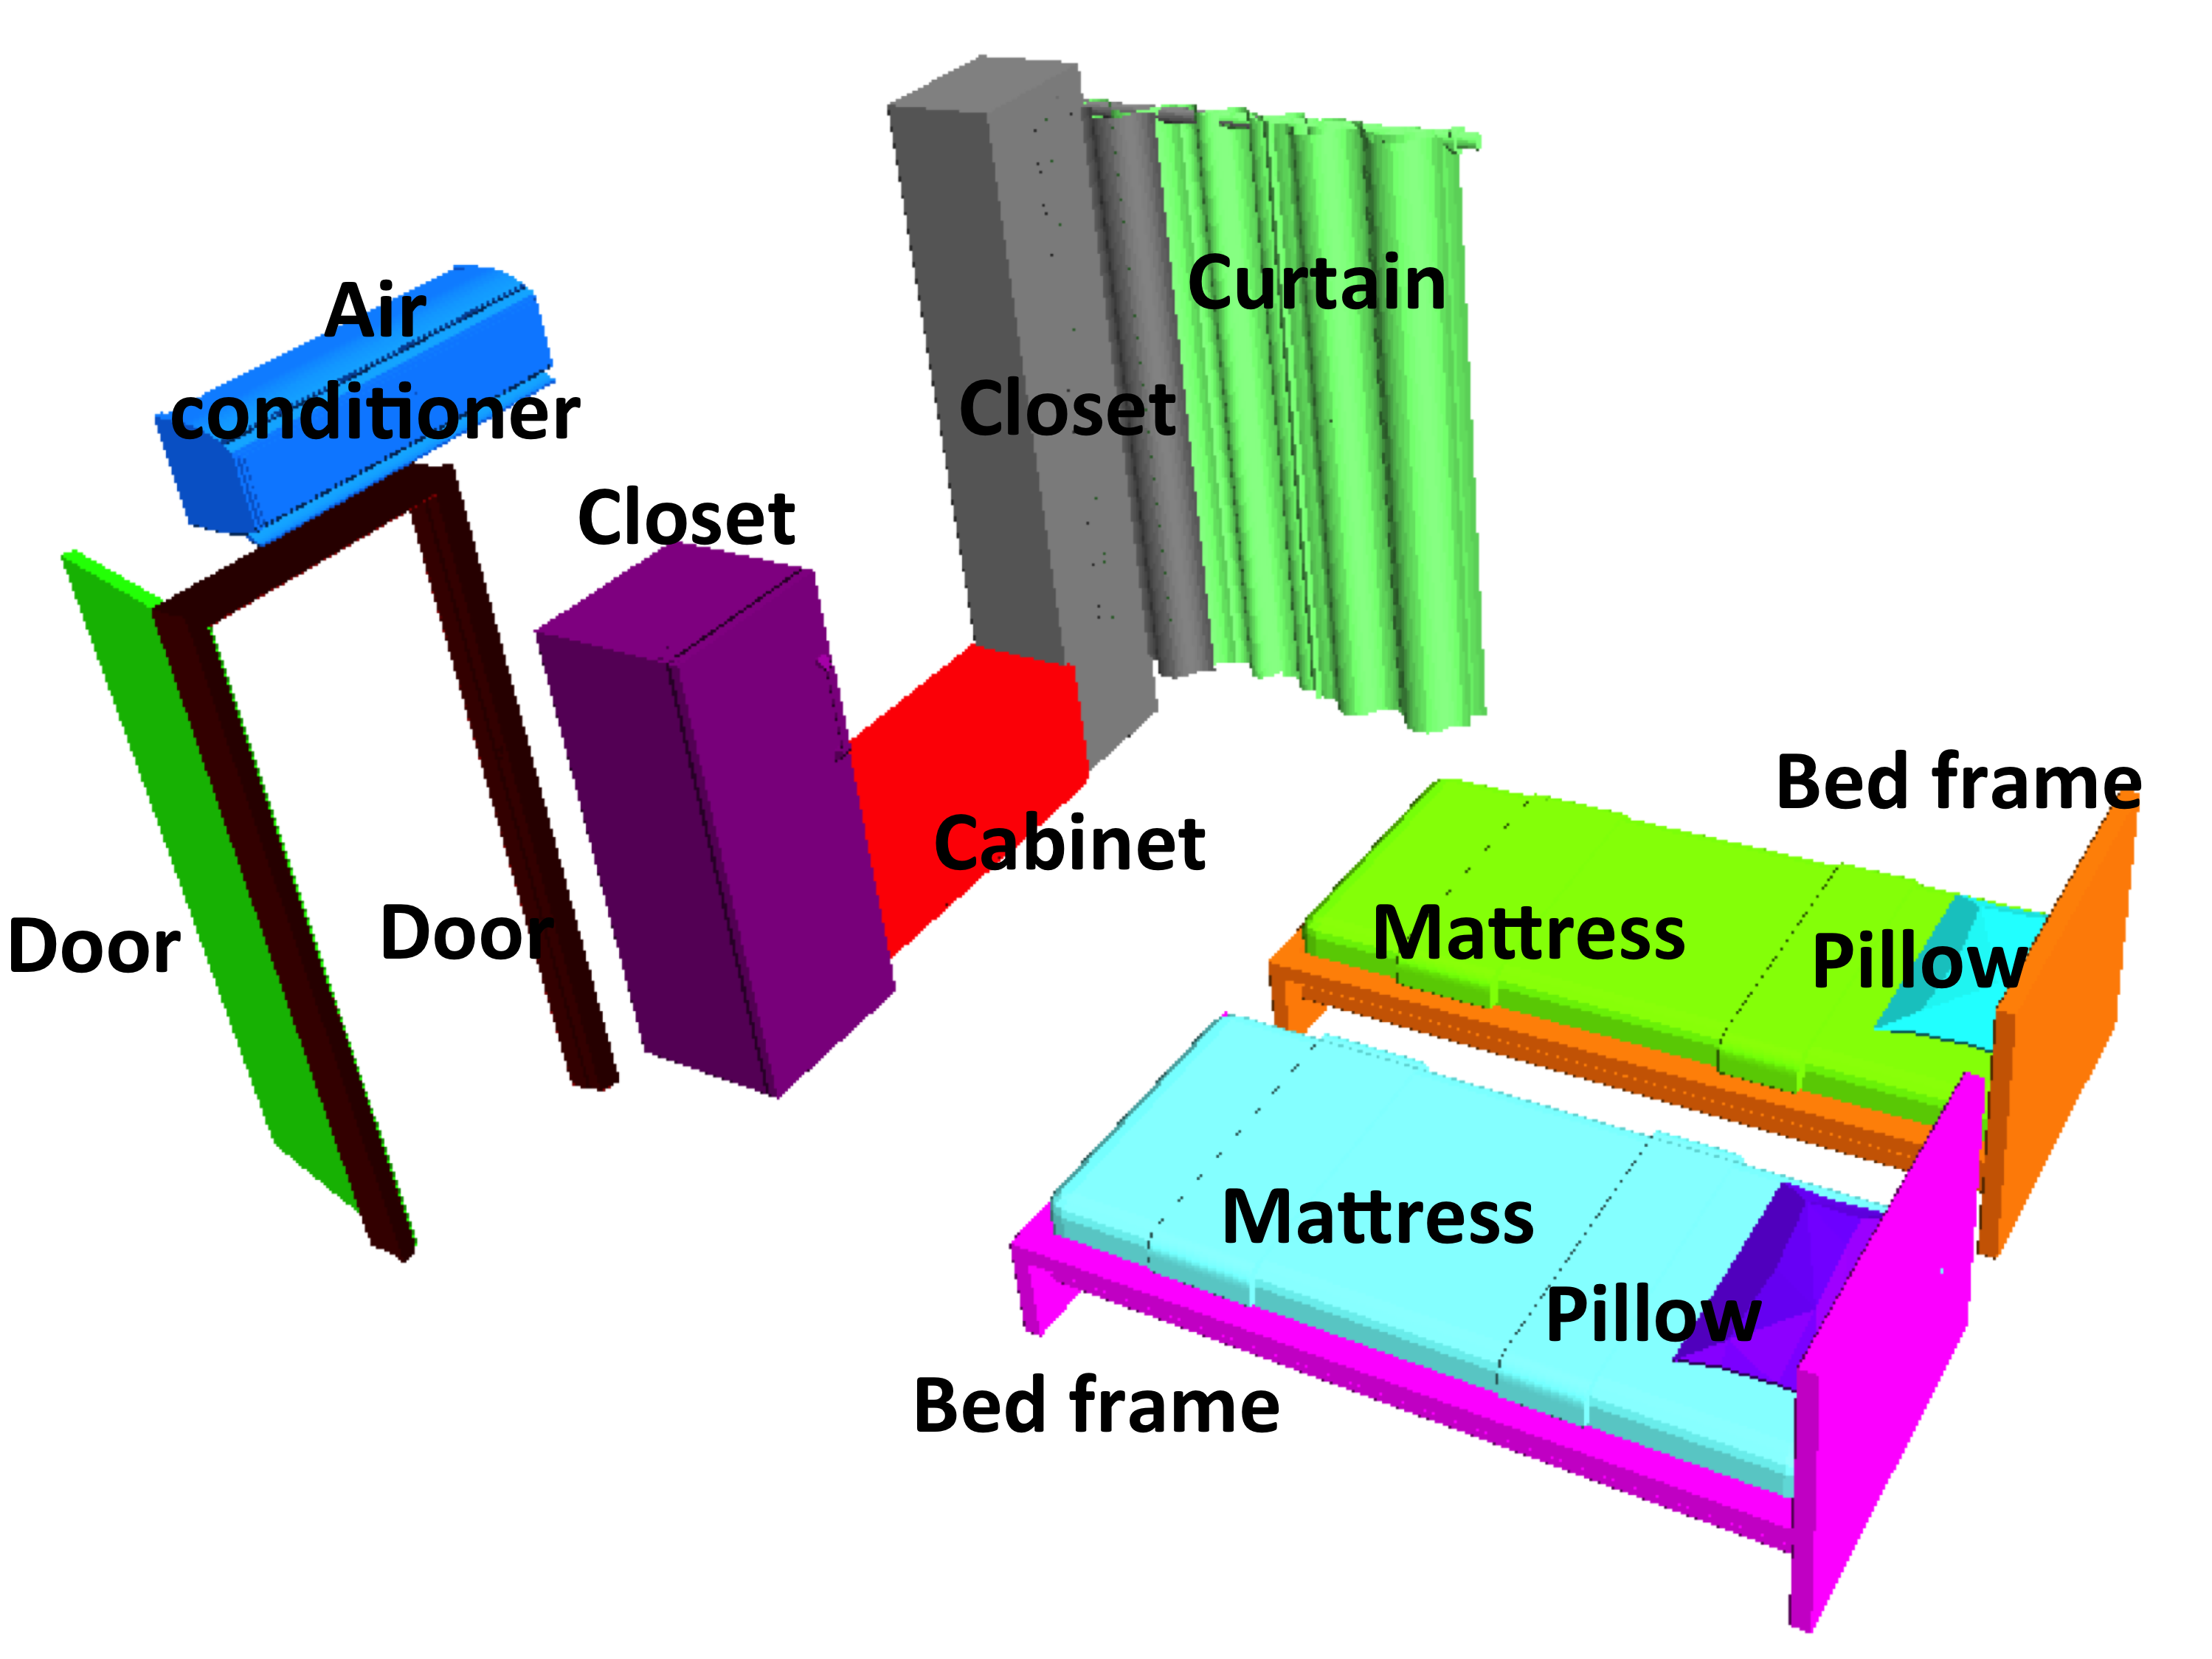 Air
conditioner
Curtain
Closet
Closet
Bed frame
Cabinet
Door
Door
Mattress
Pillow
Mattress
Pillow
Bed frame